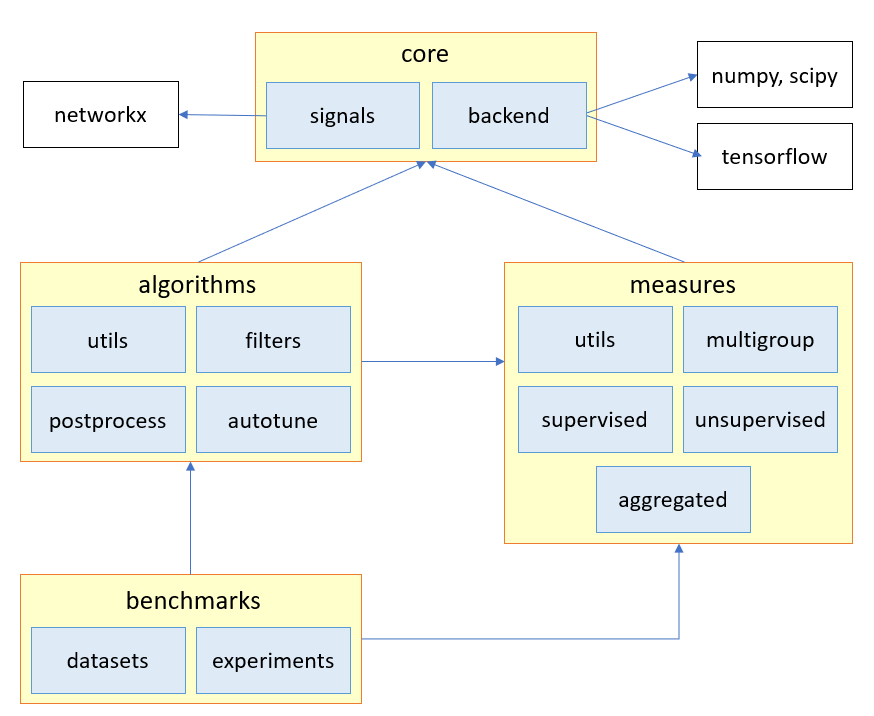 core
networkx
signals
backend
numpy, scipy
tensorflow
algorithms
utils
filters
postprocess
autotune
measures
utils
multigroup
supervised
unsupervised
aggregated
benchmarks
datasets
experiments